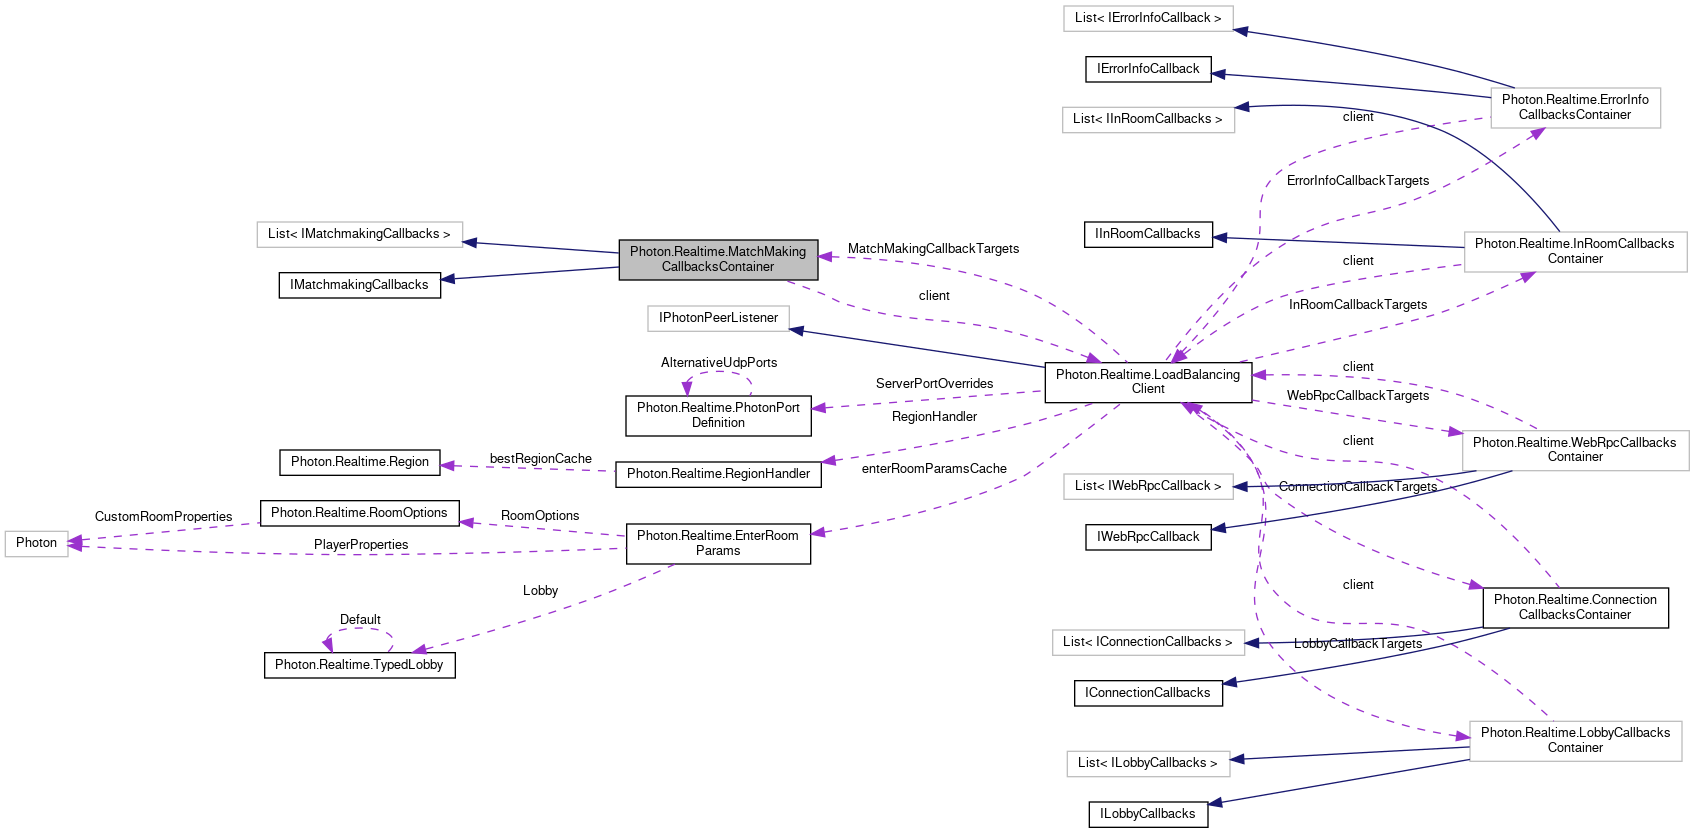 List< IErrorInfoCallback >
IErrorInfoCallback
Photon.Realtime.ErrorInfo
CallbacksContainer
List< IInRoomCallbacks >
client
ErrorInfoCallbackTargets
List< IMatchmakingCallbacks >
IMatchmakingCallbacks
Photon.Realtime.MatchMaking
CallbacksContainer
MatchMakingCallbackTargets
client
IInRoomCallbacks
Photon.Realtime.InRoomCallbacks
Container
client
InRoomCallbackTargets
IPhotonPeerListener
AlternativeUdpPorts
Photon.Realtime.PhotonPort
Definition
ServerPortOverrides
RegionHandler
Photon.Realtime.LoadBalancing
Client
client
WebRpcCallbackTargets
Photon.Realtime.WebRpcCallbacks
Container
client
Photon.Realtime.Region
bestRegionCache
Photon.Realtime.RegionHandler
enterRoomParamsCache
List< IWebRpcCallback >
ConnectionCallbackTargets
IWebRpcCallback
Photon
CustomRoomProperties
Photon.Realtime.RoomOptions
RoomOptions
PlayerProperties
Photon.Realtime.EnterRoom
Params
Lobby
Default
Photon.Realtime.TypedLobby
client
Photon.Realtime.Connection
CallbacksContainer
List< IConnectionCallbacks >
LobbyCallbackTargets
IConnectionCallbacks
Photon.Realtime.LobbyCallbacks
Container
List< ILobbyCallbacks >
ILobbyCallbacks